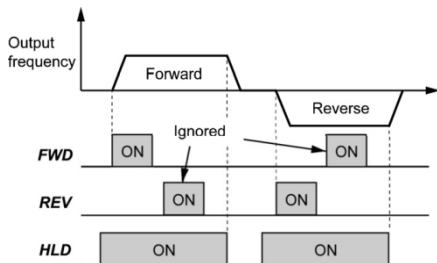 Output
frequency
Forward
Reverse
Ignored
FWD ON ON
REV ON ON
HLD ON ON